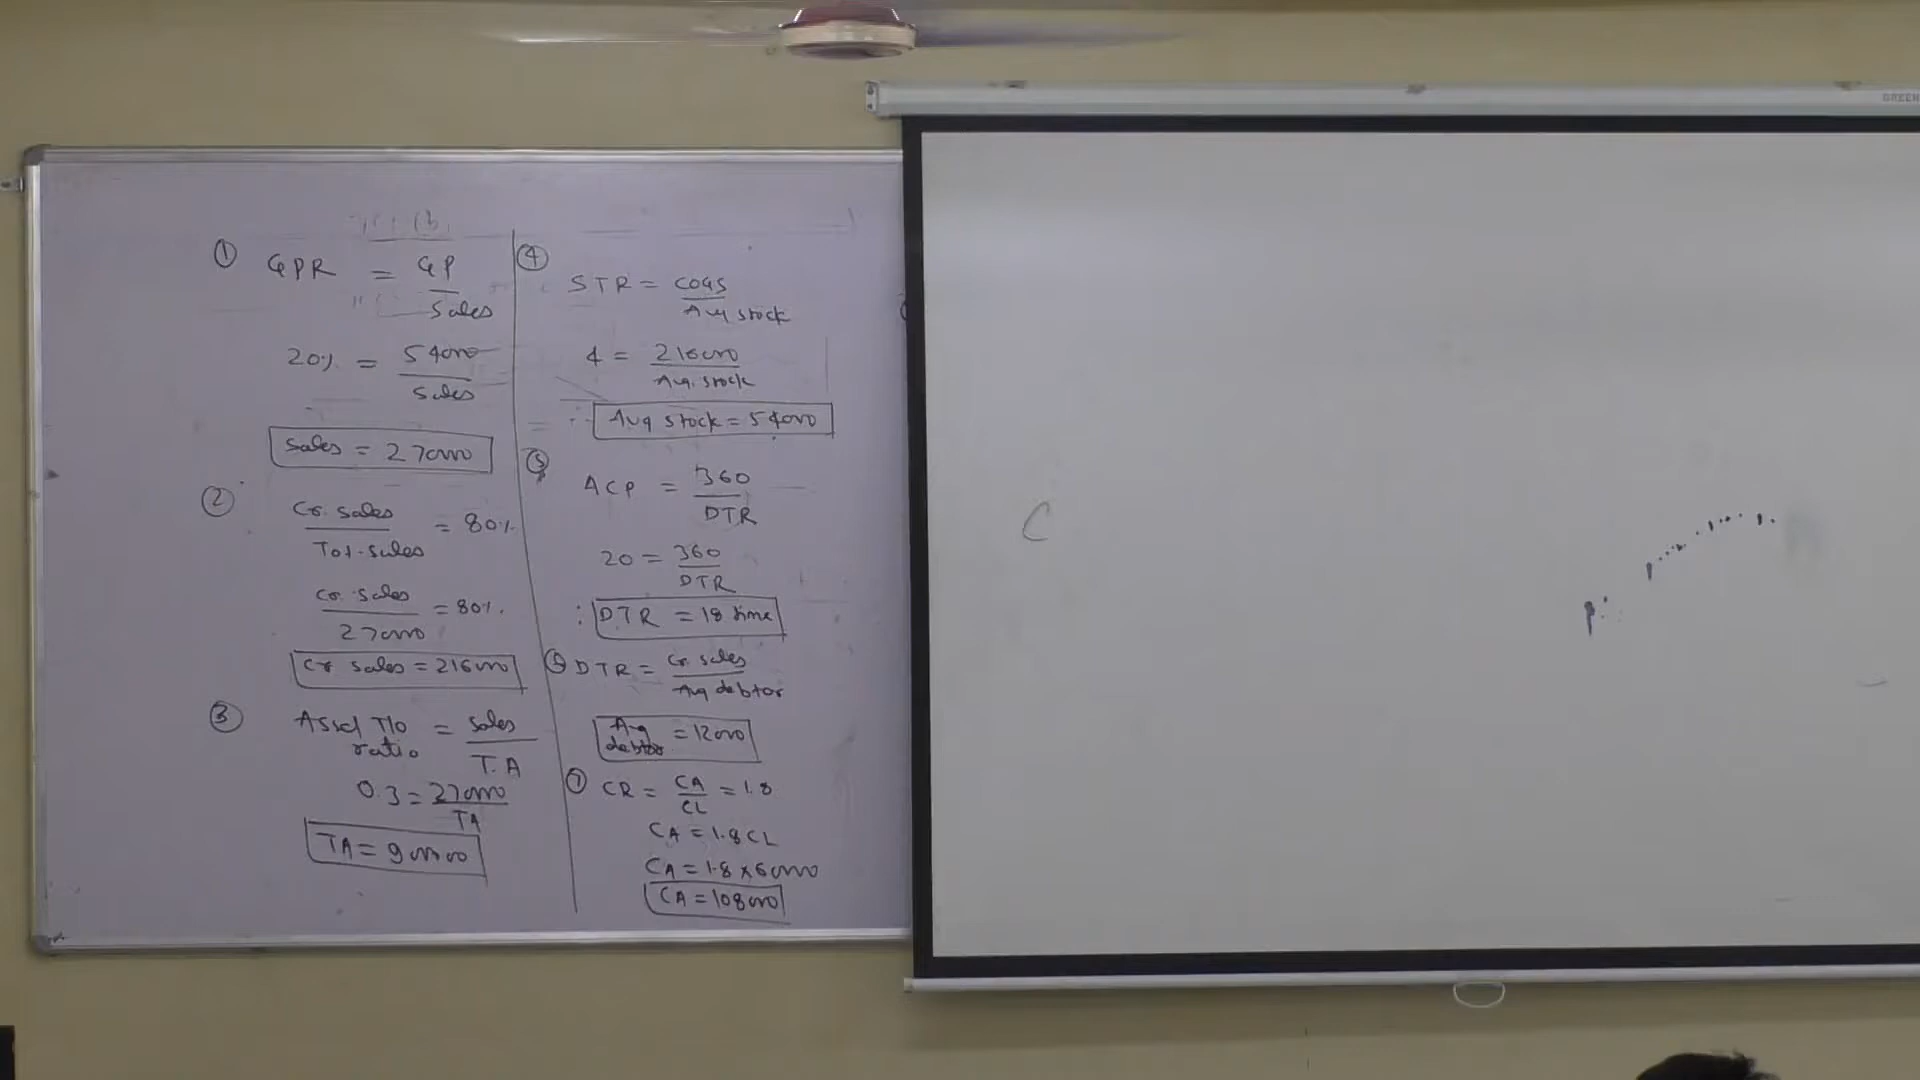 ① GPR = GP / Sales
20% = 54000 / Sales
Sales = 270000
② Cr. sales / Tot. sales = 80%
Cr. sales / 270000 = 80%
Cr. sales = 216000
③ Asset T/o ratio = Sales / T.A
0.3 = 270000 / TA
TA = 900000
④
STR = COGS / Avg stock
4 = 216000 / Avg. stock
∴ Avg stock = 54000
⑤ ACP = 360 / DTR
20 = 360 / DTR
∴ DTR = 18 time
⑥ DTR = Cr. sales / Avg debtor
Avg debtor = 12000
⑦ CR = CA / CL = 1.8
CA = 1.8 CL
CA = 1.8 x 60000
CA = 108000
GREEN
C